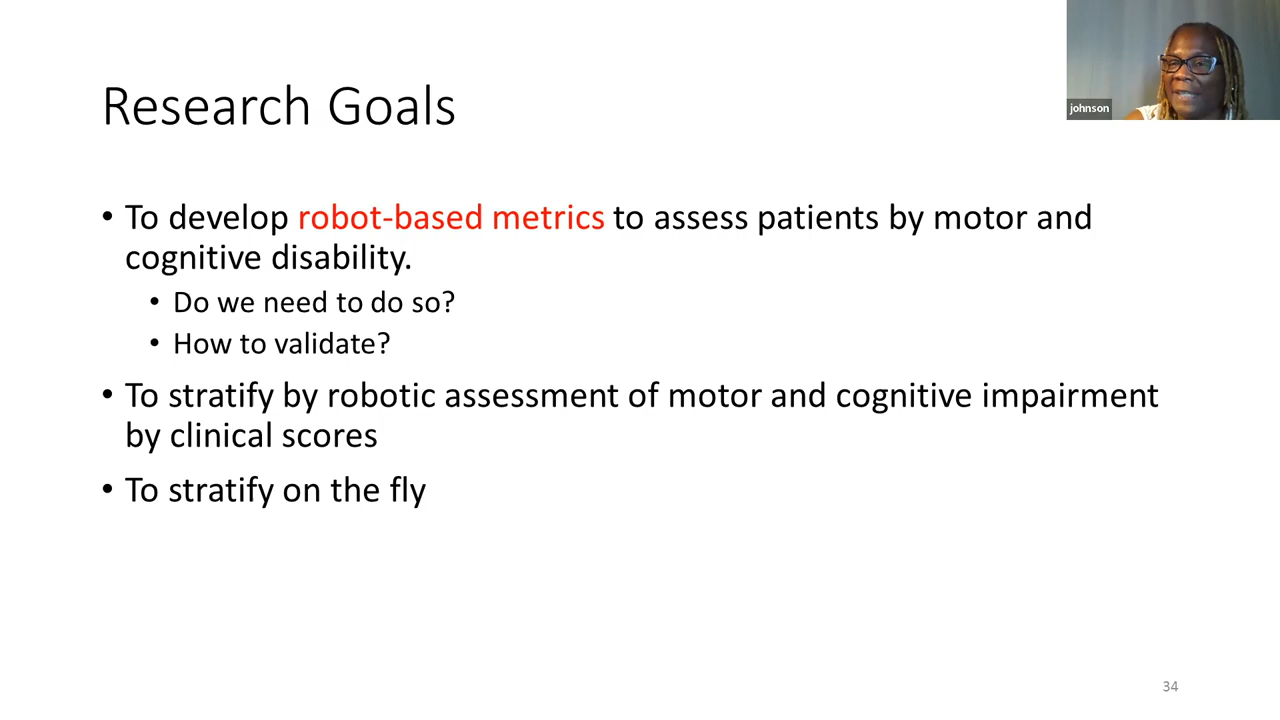 Research Goals
johnson
• To develop robot-based metrics to assess patients by motor and
cognitive disability.
• Do we need to do so?
• How to validate?
• To stratify by robotic assessment of motor and cognitive impairment
by clinical scores
• To stratify on the fly
34